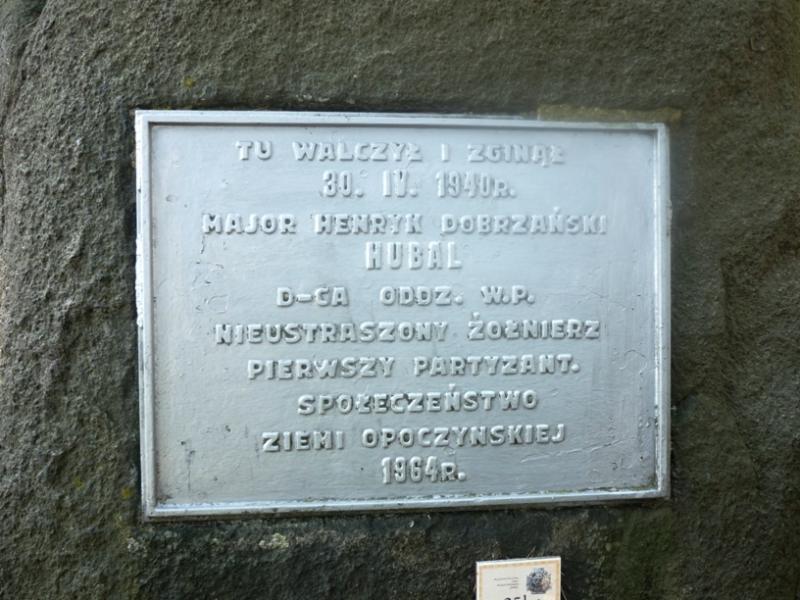 TU WALCZYŁ I ZGINĄŁ
30. IV. 1940R.
MAJOR HENRYK DOBRZAŃSKI
HUBAL
D-CA ODDZ. W.P.
NIEUSTRASZONY ŻOŁNIERZ
PIERWSZY PARTYZANT.
SPOŁECZEŃSTWO
ZIEMI OPOCZYNSKIEJ
1964R.